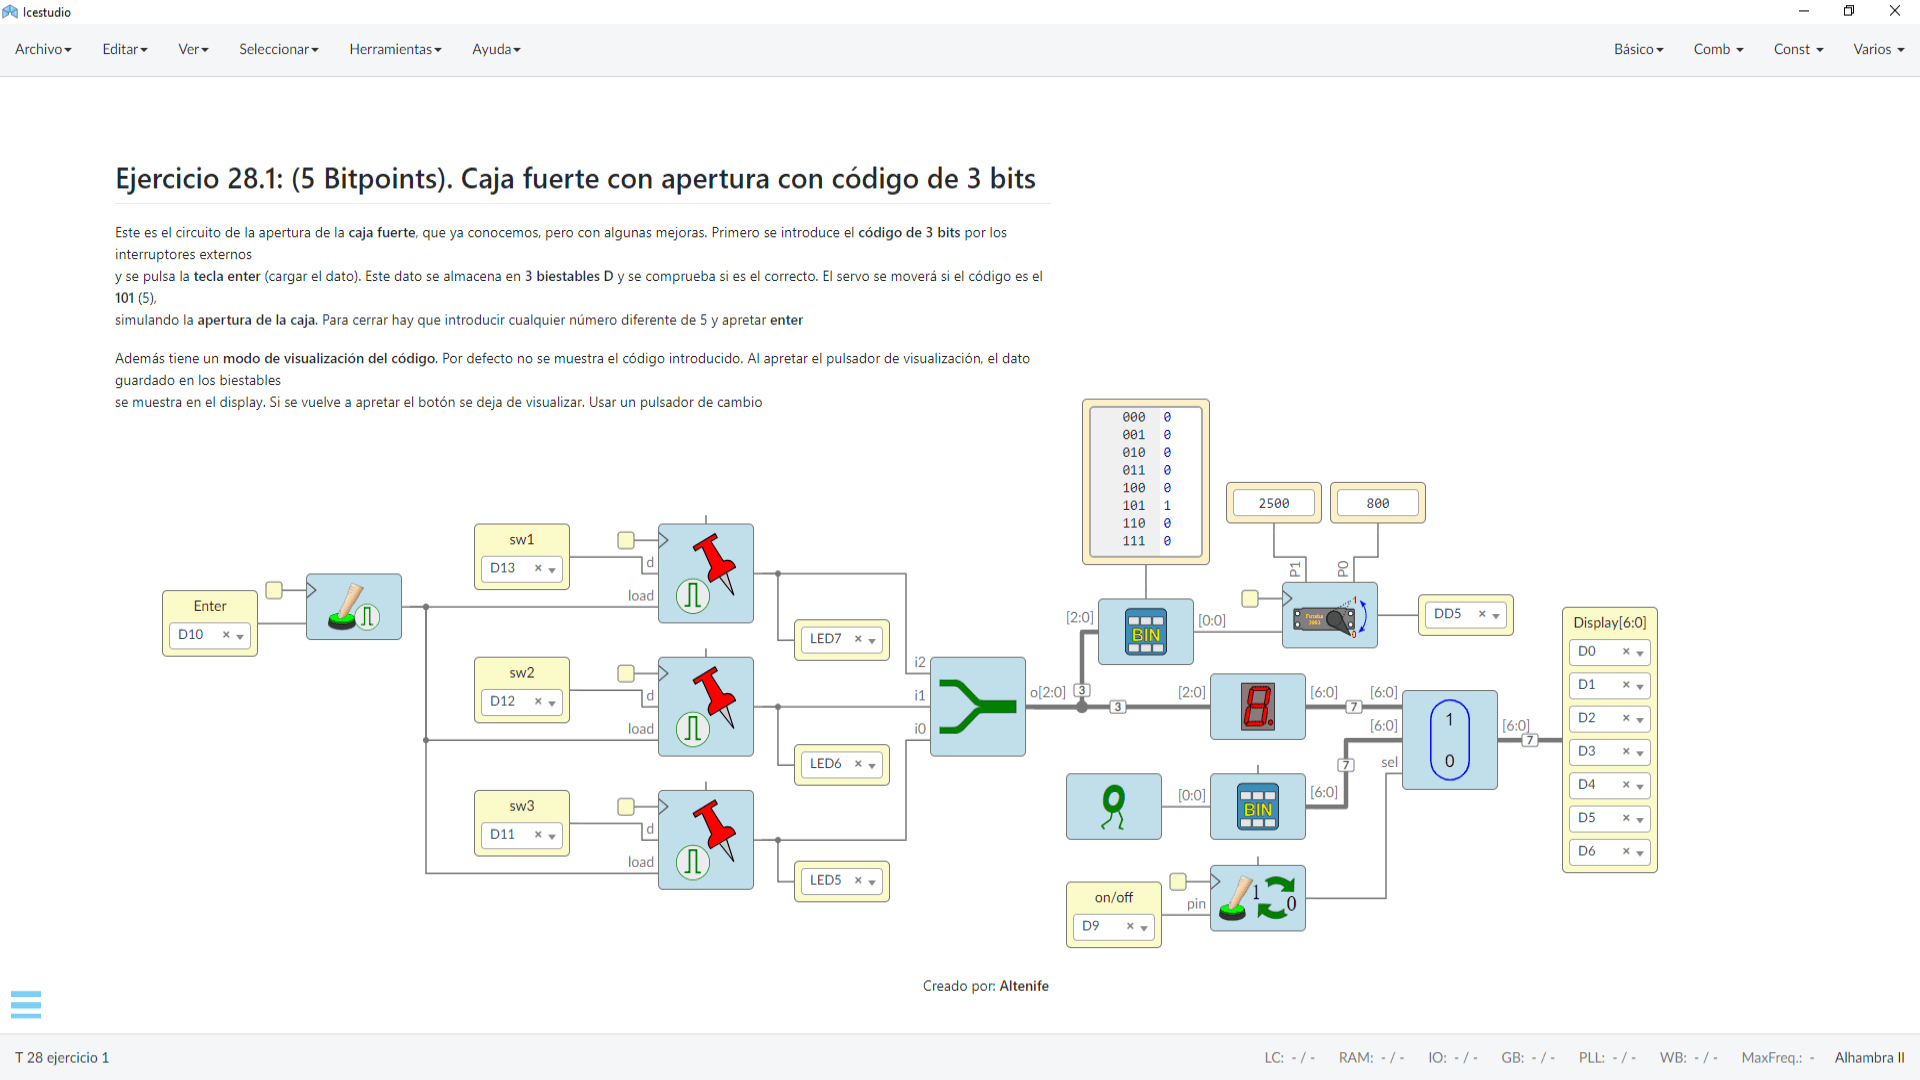 Icestudio
Archivo Editar Ver Seleccionar Herramientas Ayuda Básico Comb Const Varios
Ejercicio 28.1: (5 Bitpoints). Caja fuerte con apertura con código de 3 bits
Este es el circuito de la apertura de la caja fuerte, que ya conocemos, pero con algunas mejoras. Primero se introduce el código de 3 bits por los
interruptores externos
y se pulsa la tecla enter (cargar el dato). Este dato se almacena en 3 biestables D y se comprueba si es el correcto. El servo se moverá si el código es el
101 (5),
simulando la apertura de la caja. Para cerrar hay que introducir cualquier número diferente de 5 y apretar enter
Además tiene un modo de visualización del código. Por defecto no se muestra el código introducido. Al apretar el pulsador de visualización, el dato
guardado en los biestables
se muestra en el display. Si se vuelve a apretar el botón se deja de visualizar. Usar un pulsador de cambio
000 0
001 0
010 0
011 0
100 0
101 1
110 0
111 0
2500
800
P1
P0
Enter
D10
sw1
D13
d
load
LED7
sw2
D12
d
load
LED6
sw3
D11
d
load
LED5
i2
i1
i0
o[2:0]
3
3
[2:0]
BIN
[0:0]
Futaba
3003
1
0
DD5
[2:0]
8.
[6:0]
7
[6:0]
[6:0]
sel
1
0
[6:0]
7
0
[0:0]
BIN
[6:0]
7
on/off
D9
pin
1
0
Display[6:0]
D0
D1
D2
D3
D4
D5
D6
Creado por: Altenife
T 28 ejercicio 1
LC: - / - RAM: - / - IO: - / - GB: - / - PLL: - / - WB: - / - MaxFreq.: - Alhambra II